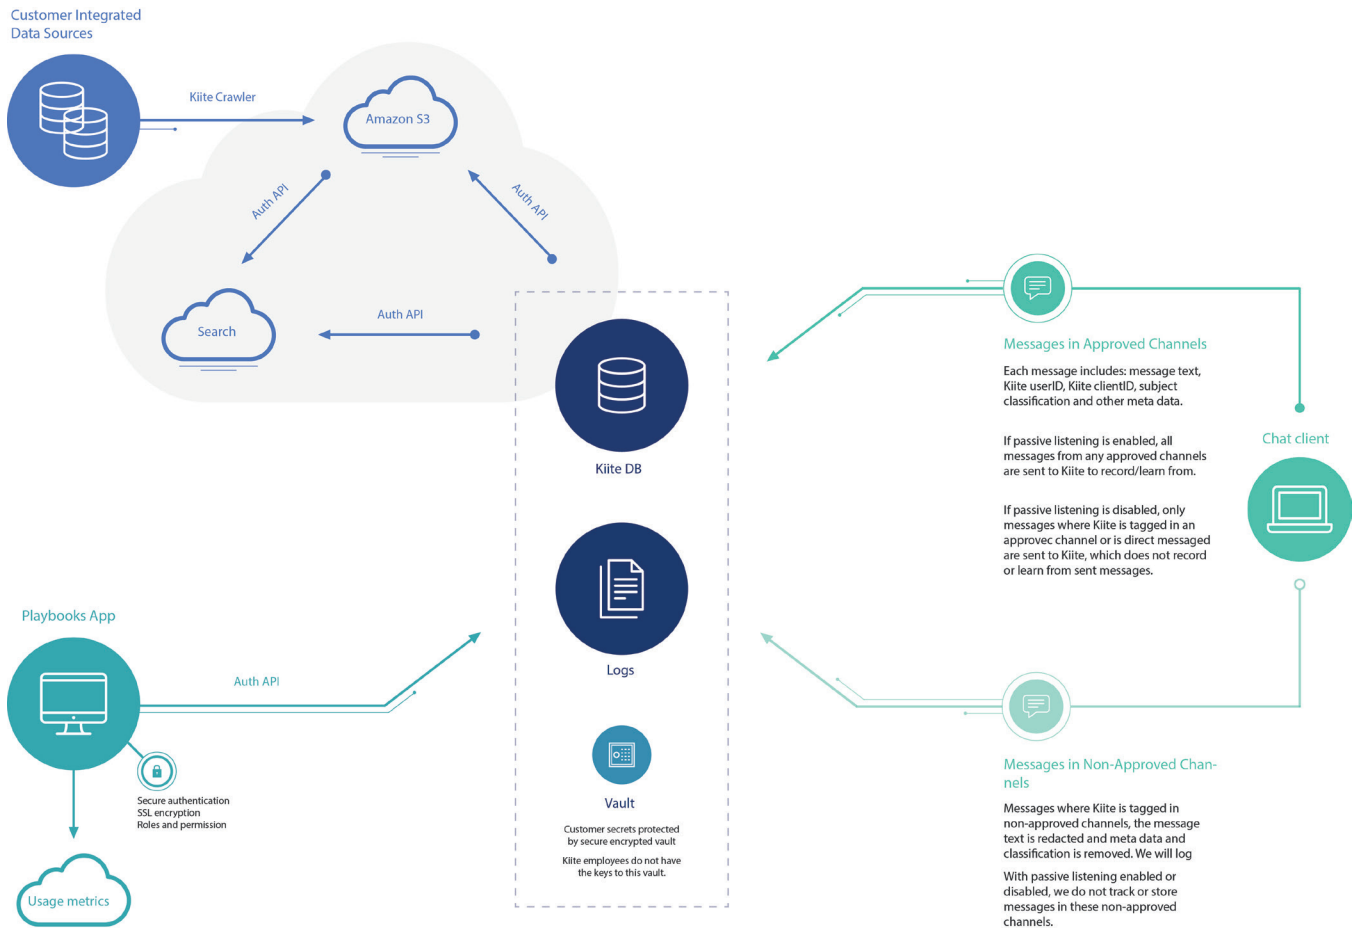 Customer Integrated
Data Sources
Kiite Crawler
Amazon S3
Auth API
Auth API
Search
Auth API
Kiite DB
Logs
Vault
Customer secrets protected
by secure encrypted vault
Kiite employees do not have
the keys to this vault.
Playbooks App
Auth API
Secure authentication
SSL encryption
Roles and permission
Usage metrics
Messages in Approved Channels
Each message includes: message text,
Kiite userID, Kiite clientID, subject
classification and other meta data.
If passive listening is enabled, all
messages from any approved channels
are sent to Kiite to record/learn from.
If passive listening is disabled, only
messages where Kiite is tagged in an
approvec channel or is direct messaged
are sent to Kiite, which does not record
or learn from sent messages.
Chat client
Messages in Non-Approved Chan-
nels
Messages where Kiite is tagged in
non-approved channels, the message
text is redacted and meta data and
classification is removed. We will log
With passive listening enabled or
disabled, we do not track or store
messages in these non-approved
channels.